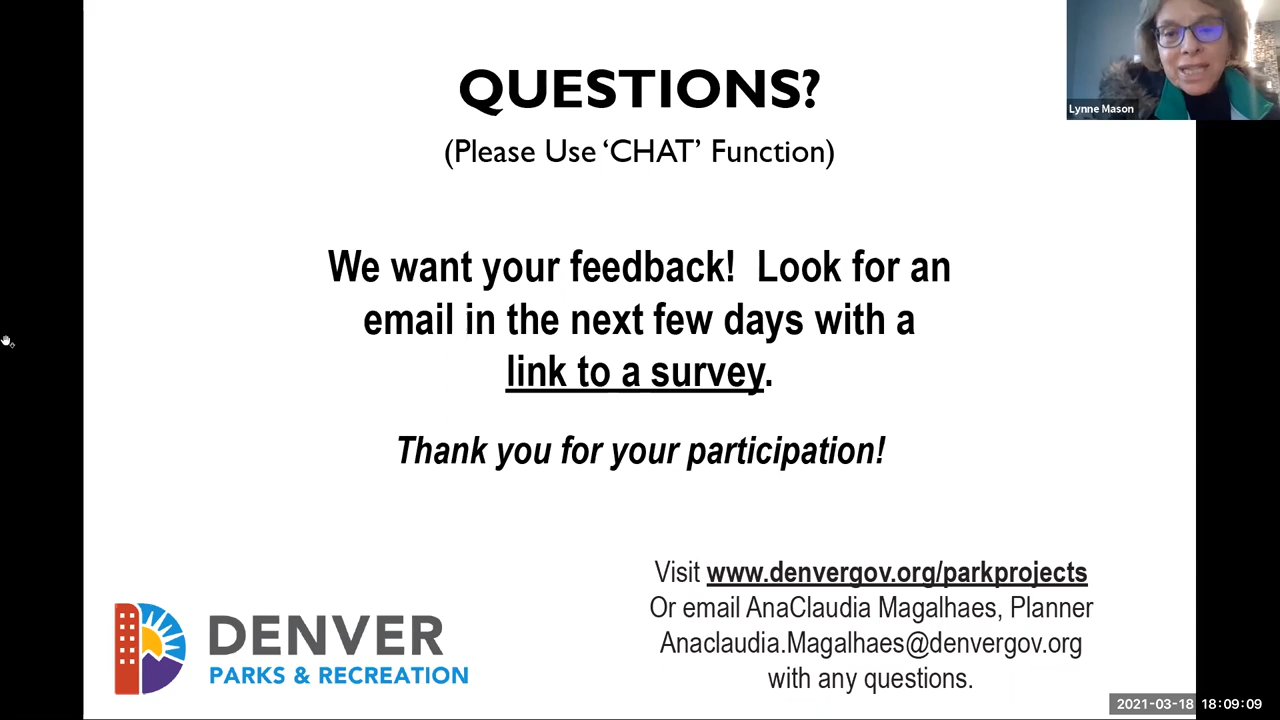 QUESTIONS?
(Please Use ‘CHAT’ Function)
Lynne Mason
We want your feedback!  Look for an
email in the next few days with a
link to a survey.
Thank you for your participation!
Visit www.denvergov.org/parkprojects
Or email AnaClaudia Magalhaes, Planner
Anaclaudia.Magalhaes@denvergov.org
with any questions.
DENVER
PARKS & RECREATION
2021-03-18 18:09:09